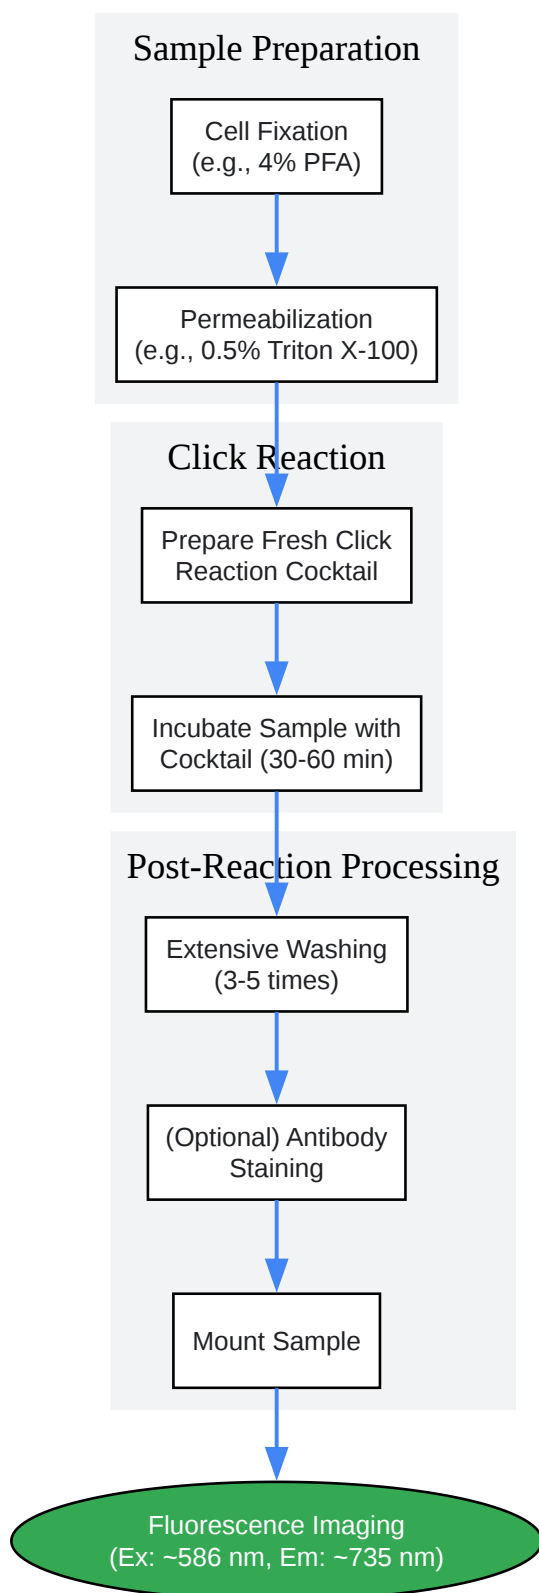 Sample Preparation
Cell Fixation
(e.g., 4% PFA)
Permeabilization
(e.g., 0.5% Triton X-100)
Click Reaction
Prepare Fresh Click
Reaction Cocktail
Incubate Sample with
Cocktail (30-60 min)
Post-Reaction Processing
Extensive Washing
(3-5 times)
(Optional) Antibody
Staining
Mount Sample
Fluorescence Imaging
(Ex: ~586 nm, Em: ~735 nm)